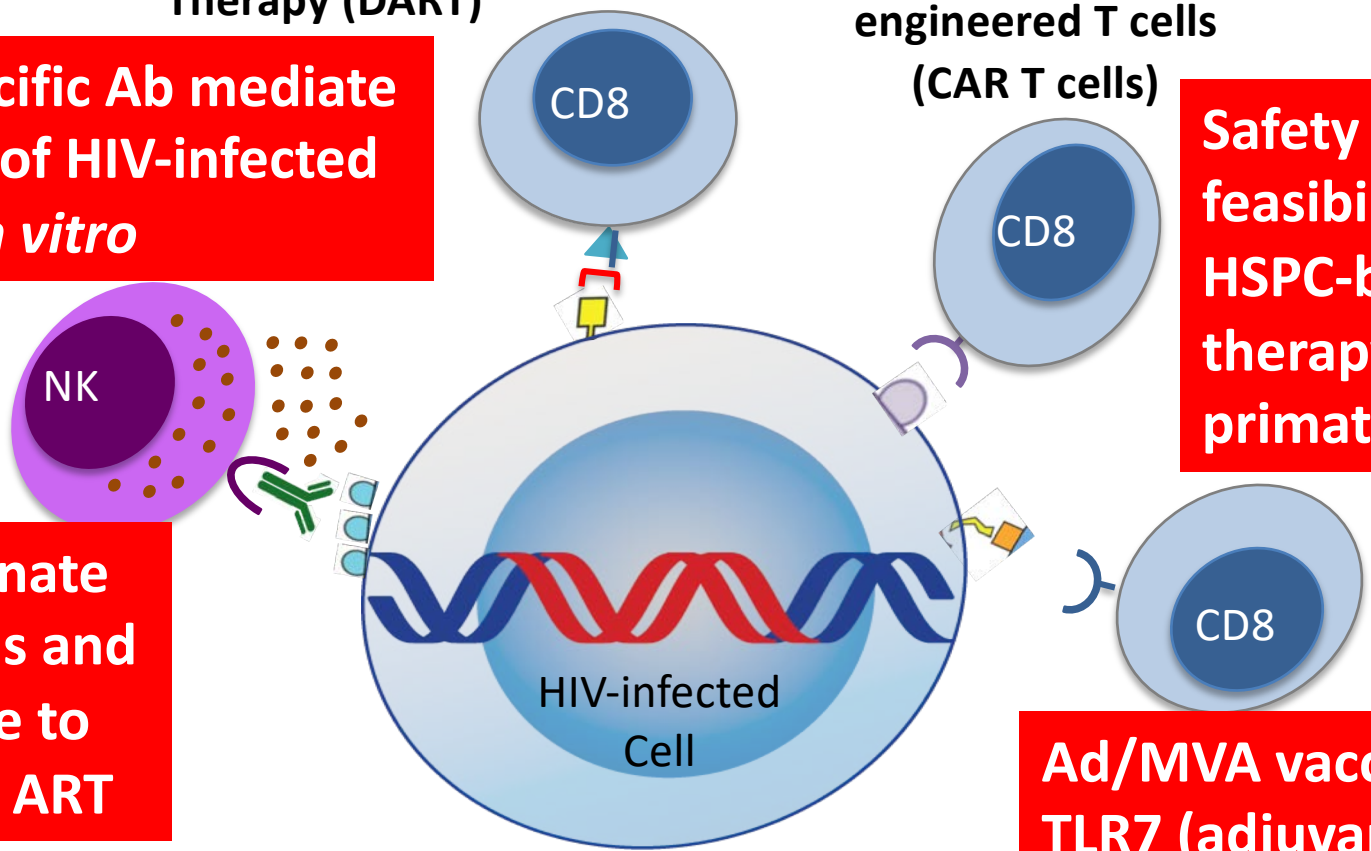 Therapy (DART)
cific Ab mediate
of HIV-infected
vitro
CD8
engineered T cells
(CAR T cells)
CD8
Safety
feasibi
HSPC-b
therap
primat
NK
nate
s and
e to
ART
HIV-infected
Cell
CD8
Ad/MVA vacc
TLR7 (adjuva